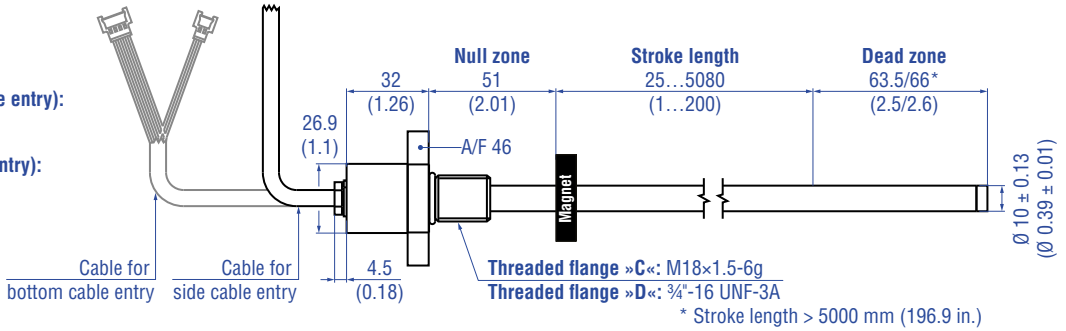 Null zone
Stroke length
Dead zone
32
51
25…5080
63.5/66*
(1.26)
(2.01)
(1…200)
(2.5/2.6)
e entry):
26.9
(1.1)
A/F 46
ntry):
Magnet
Ø 10 ± 0.13
(Ø 0.39 ± 0.01)
Cable for
bottom cable entry
Cable for
side cable entry
4.5
(0.18)
Threaded flange »C«: M18×1.5-6g
Threaded flange »D«: ¾"-16 UNF-3A
* Stroke length > 5000 mm (196.9 in.)